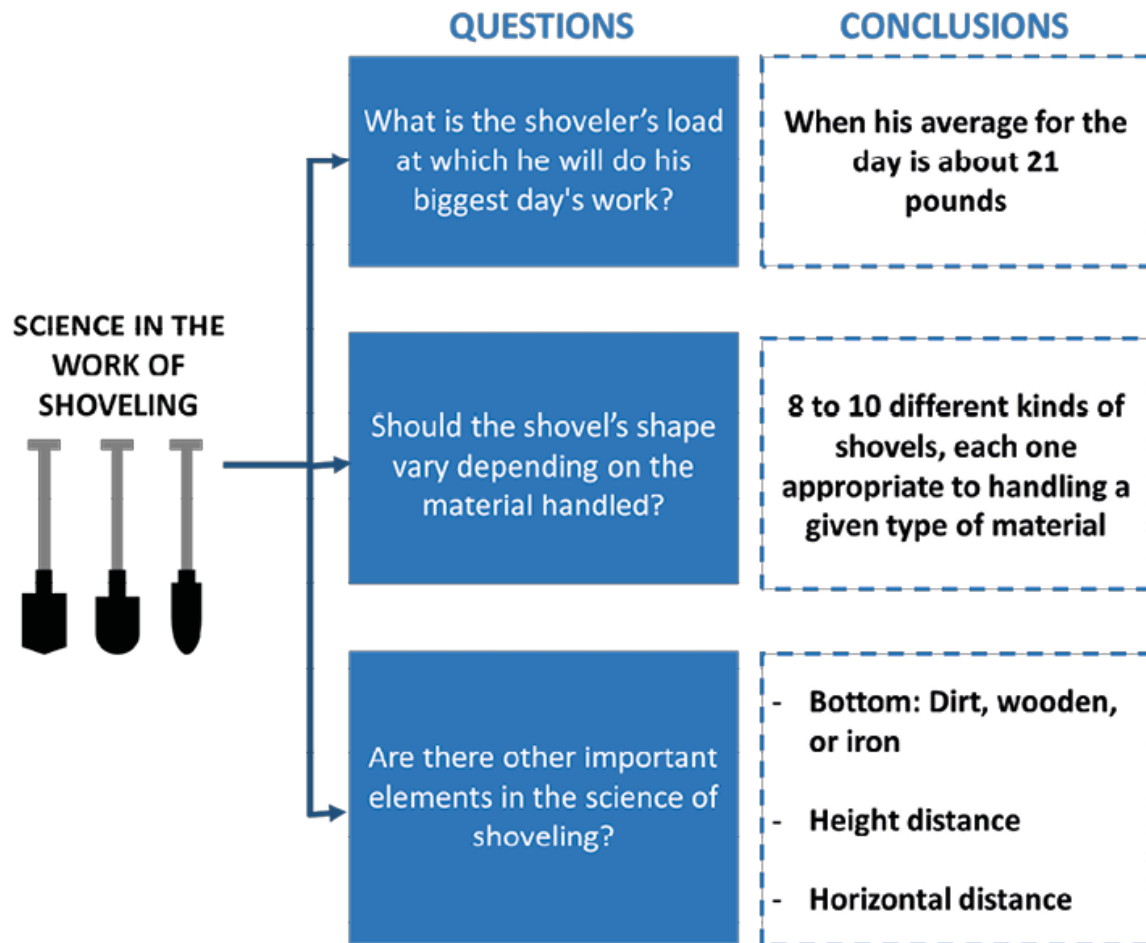 QUESTIONS
CONCLUSIONS
What is the shoveler's load
at which he will do his
biggest day's work?
When his average for the
day is about 21
pounds
SCIENCE IN THE
WORK OF
SHOVELING
Should the shovel's shape
vary depending on the
material handled?
8 to 10 different kinds of
shovels, each one
appropriate to handling a
given type of material
Are there other important
elements in the science of
shoveling?
- Bottom: Dirt, wooden,
or iron
- Height distance
- Horizontal distance